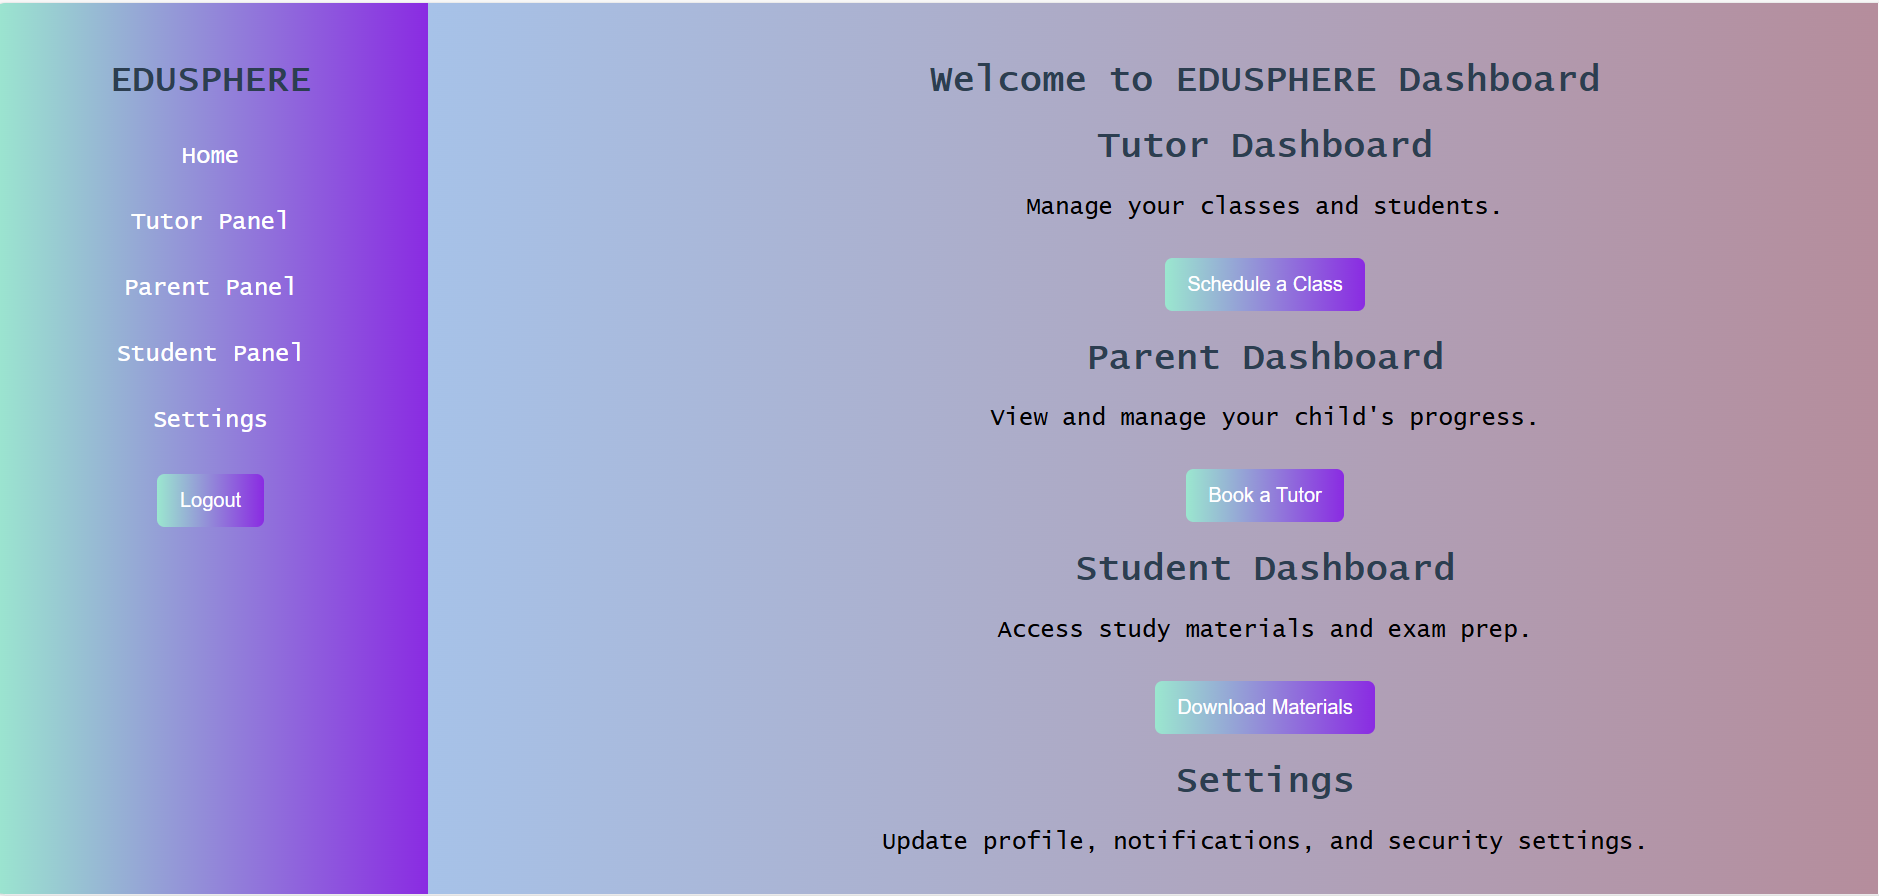 EDUSPHERE
Home
Tutor Panel
Parent Panel
Student Panel
Settings
Logout
Welcome to EDUSPHERE Dashboard
Tutor Dashboard
Manage your classes and students.
Schedule a Class
Parent Dashboard
View and manage your child's progress.
Book a Tutor
Student Dashboard
Access study materials and exam prep.
Download Materials
Settings
Update profile, notifications, and security settings.